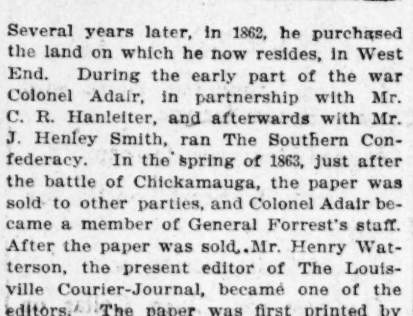 Several years later, in 1862, he purchased
the land on which he now resides, in West
End. During the early part of the war
Colonel Adair, in partnership with Mr.
C. R. Hanleiter, and afterwards with Mr.
J. Henley Smith, ran The Southern Con-
federacy. In the spring of 1863, just after
the battle of Chickamauga, the paper was
sold to other parties, and Colonel Adair be-
came a member of General Forrest's staff.
After the paper was sold, Mr. Henry Wat-
terson, the present editor of The Louis-
ville Courier-Journal, became one of the
editors. The paper was first printed by